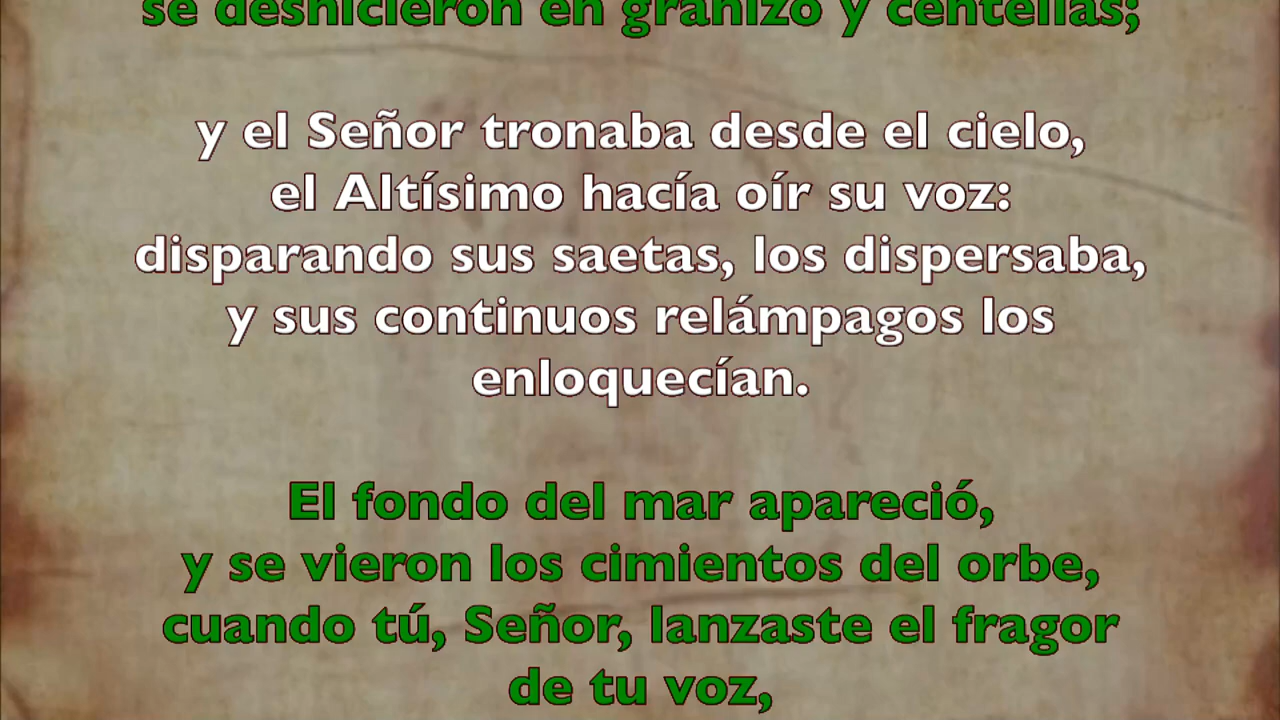 se deshicieron en granizo y centellas;
y el Señor tronaba desde el cielo,
el Altísimo hacía oír su voz:
disparando sus saetas, los dispersaba,
y sus continuos relámpagos los
enloquecían.
El fondo del mar apareció,
y se vieron los cimientos del orbe,
cuando tú, Señor, lanzaste el fragor
de tu voz,